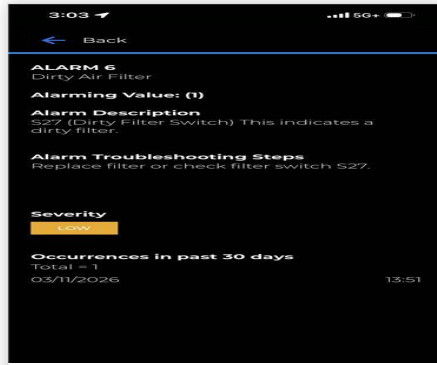 3:03
5G+
Back
ALARM 6
Dirty Air Filter
Alarming Value: (1)
Alarm Description
S27 (Dirty Filter Switch) This indicates a
dirty filter.
Alarm Troubleshooting Steps
Replace filter or check filter switch S27.
Severity
LOW
Occurrences in past 30 days
Total = 1
03/11/2026 13:51